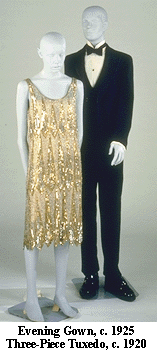 Evening Gown, c. 1925
Three-Piece Tuxedo, c. 1920